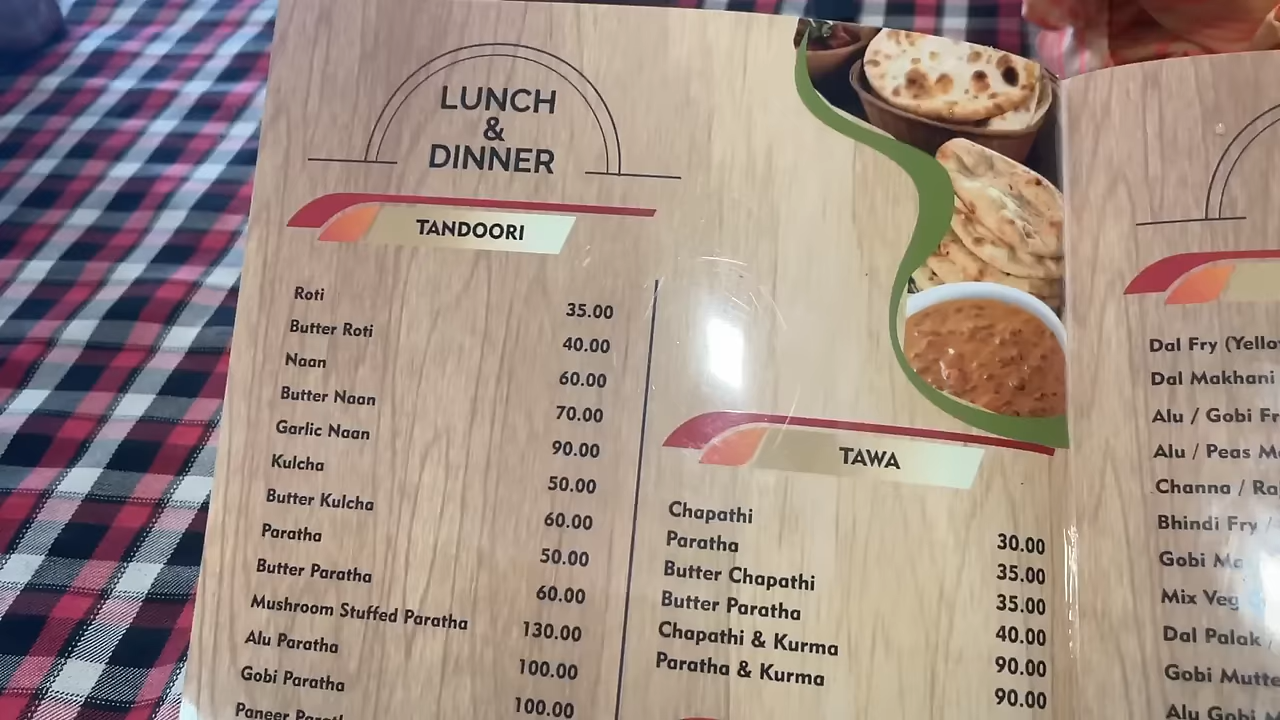 LUNCH
&
DINNER
TANDOORI
Roti 35.00
Butter Roti 40.00
Naan 60.00
Butter Naan 70.00
Garlic Naan 90.00
Kulcha 50.00
Butter Kulcha 60.00
Paratha 50.00
Butter Paratha 60.00
Mushroom Stuffed Paratha 130.00
Alu Paratha 100.00
Gobi Paratha 100.00
Paneer
TAWA
Chapathi 30.00
Paratha 35.00
Butter Chapathi 35.00
Butter Paratha 40.00
Chapathi & Kurma 90.00
Paratha & Kurma 90.00
Dal Fry
Dal Makhani
Alu / Gobi
Alu / Peas
Channa /
Bhindi Fry /
Gobi
Mix Veg
Dal Palak /
Gobi
Alu Gobi